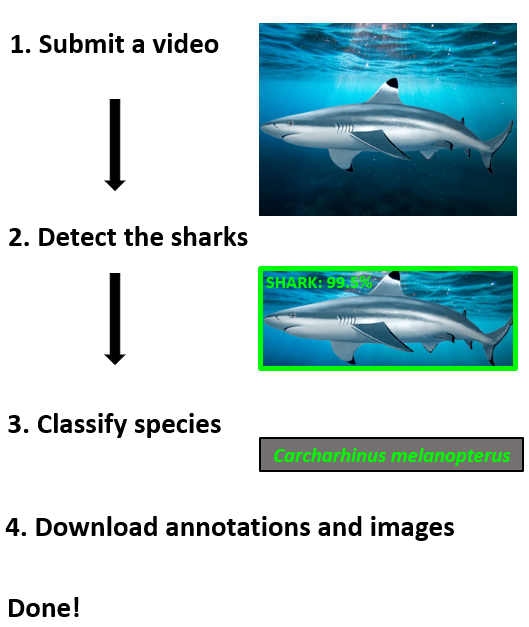 1. Submit a video
2. Detect the sharks
SHARK: 99.5%
3. Classify species
Carcharhinus melanopterus
4. Download annotations and images
Done!